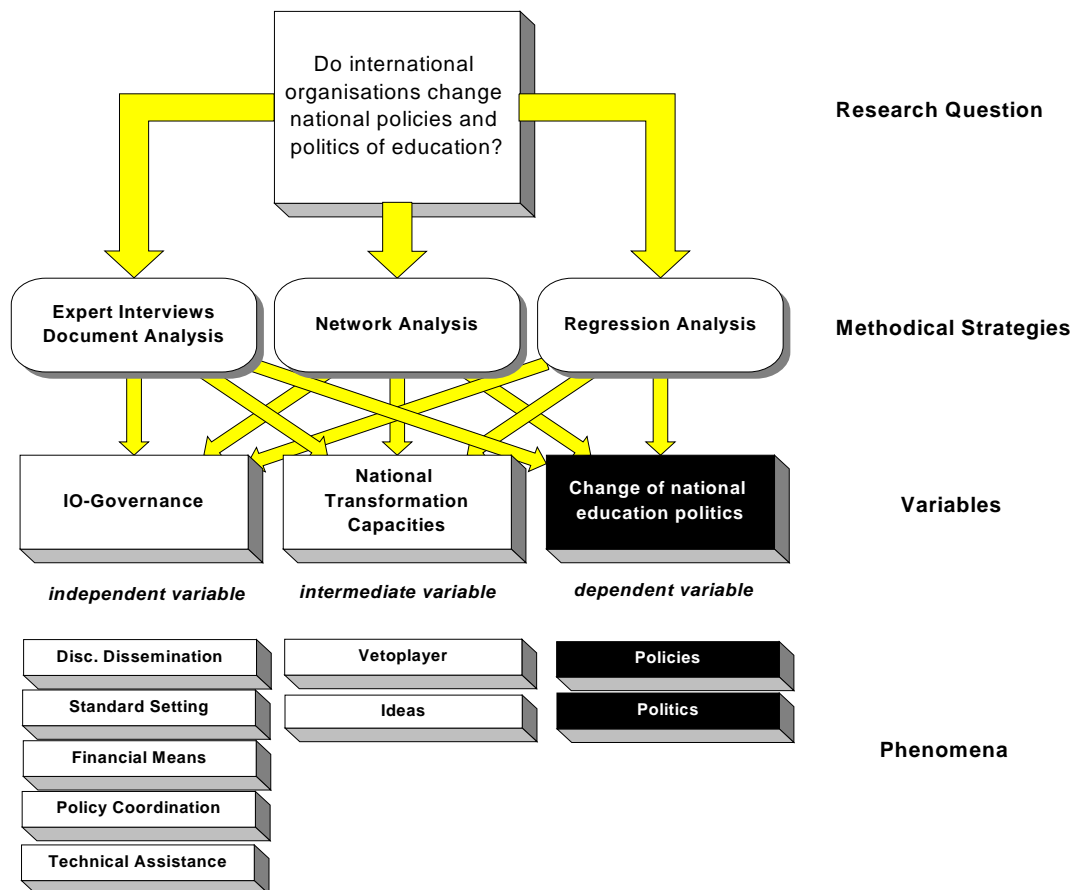 Do international
organisations change
national policies and
politics of education?
Research Question
Expert Interviews
Document Analysis
Network Analysis
Regression Analysis
Methodical Strategies
IO-Governance
National
Transformation
Capacities
Change of national
education politics
Variables
independent variable
intermediate variable
dependent variable
Disc. Dissemination
Vetoplayer
Policies
Standard Setting
Ideas
Politics
Financial Means
Phenomena
Policy Coordination
Technical Assistance